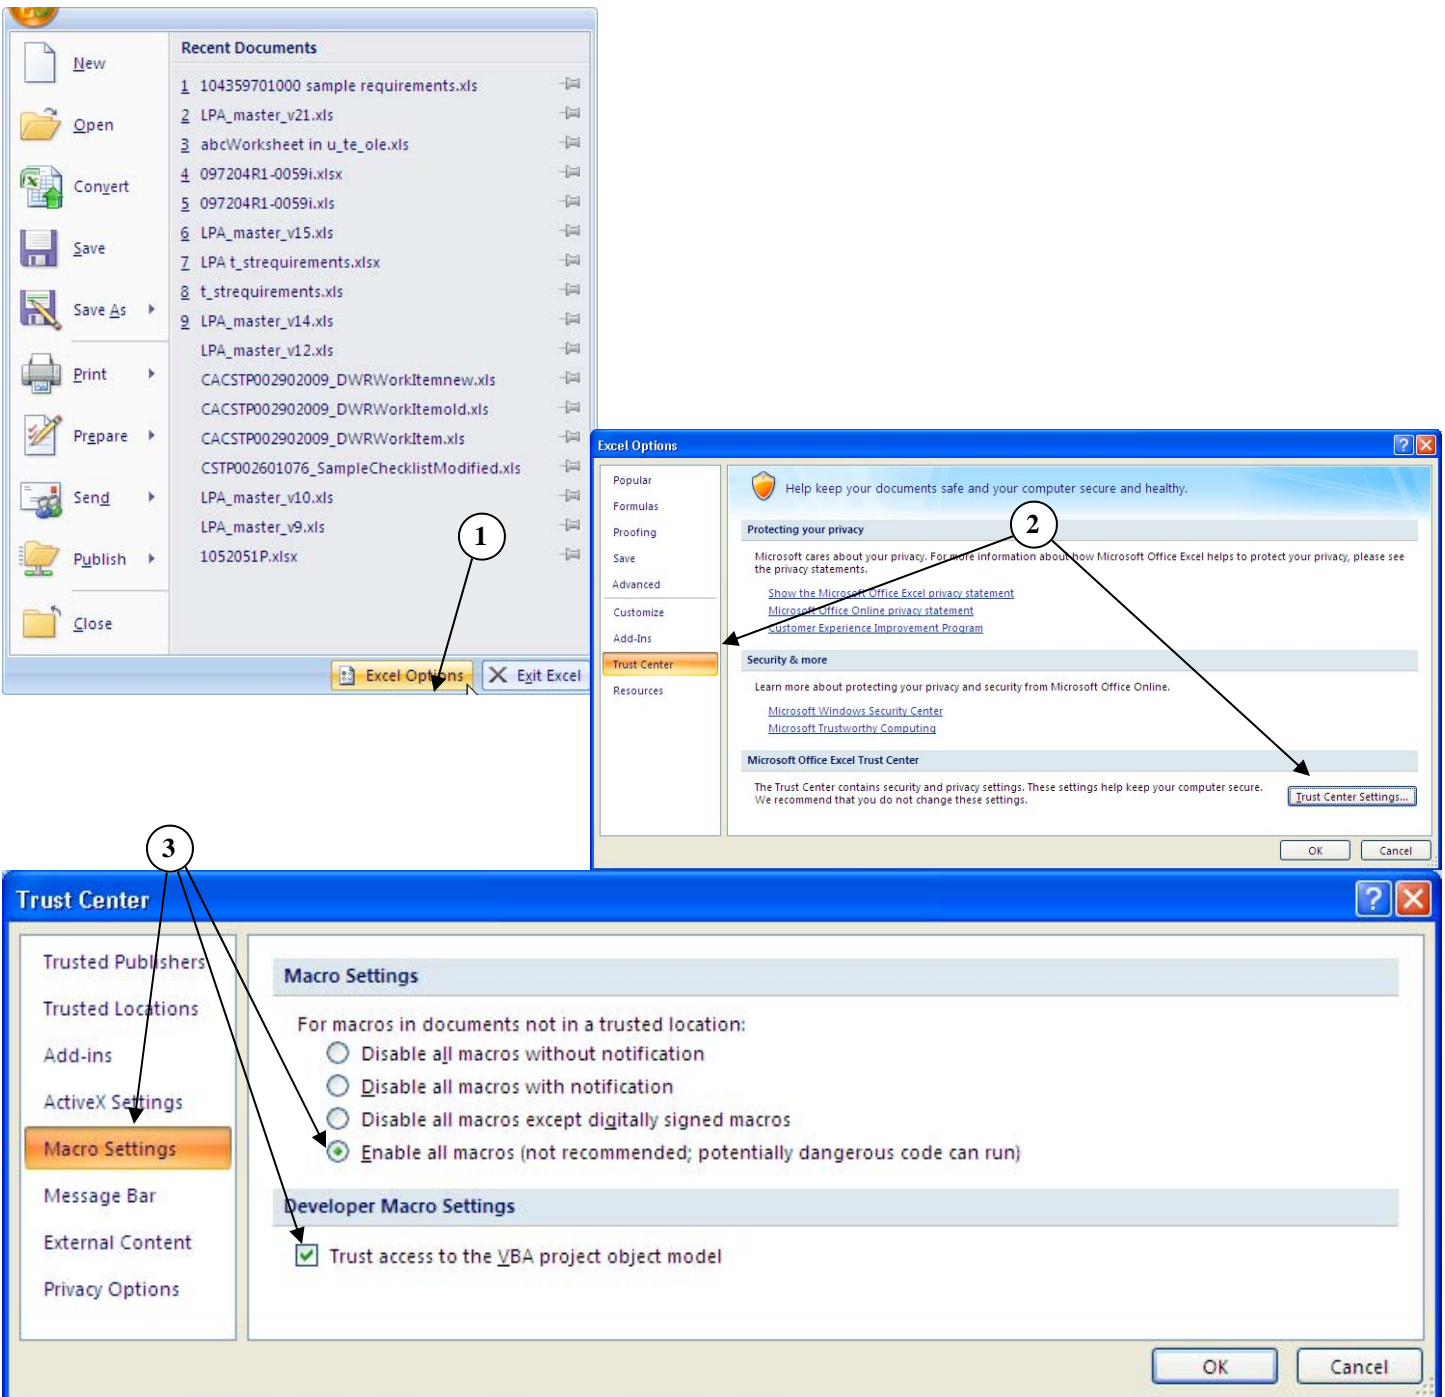 Recent Documents
New
Open
Convert
Save
Save As
Print
Prepare
Send
Publish
Close
1 104359701000 sample requirements.xls
2 LPA_master_v21.xls
3 abcWorksheet in u_te_ole.xls
4 097204R1-0059i.xlsx
5 097204R1-0059i.xls
6 LPA_master_v15.xls
7 LPA t_strequirements.xlsx
8 t_strequirements.xls
9 LPA_master_v14.xls
LPA_master_v12.xls
CACSTP002902009_DWRWorkItemnew.xls
CACSTP002902009_DWRWorkItemold.xls
CACSTP002902009_DWRWorkItem.xls
CSTP002601076_SampleChecklistModified.xls
LPA_master_v10.xls
LPA_master_v9.xls
1052051P.xlsx
1
Excel Options
Exit Excel
Excel Options
Popular
Formulas
Proofing
Save
Advanced
Customize
Add-Ins
Trust Center
Resources
Help keep your documents safe and your computer secure and healthy.
2
Protecting your privacy
Microsoft cares about your privacy. For more information about how Microsoft Office Excel helps to protect your privacy, please see
the privacy statements.
Show the Microsoft Office Excel privacy statement
Microsoft Office Online privacy statement
Customer Experience Improvement Program
Security & more
Learn more about protecting your privacy and security from Microsoft Office Online.
Microsoft Windows Security Center
Microsoft Trustworthy Computing
Microsoft Office Excel Trust Center
The Trust Center contains security and privacy settings. These settings help keep your computer secure.
We recommend that you do not change these settings.
Trust Center Settings...
OK
Cancel
3
Trust Center
Trusted Publishers
Trusted Locations
Add-ins
ActiveX Settings
Macro Settings
Message Bar
External Content
Privacy Options
Macro Settings
For macros in documents not in a trusted location:
Disable all macros without notification
Disable all macros with notification
Disable all macros except digitally signed macros
Enable all macros (not recommended; potentially dangerous code can run)
Developer Macro Settings
Trust access to the VBA project object model
OK
Cancel